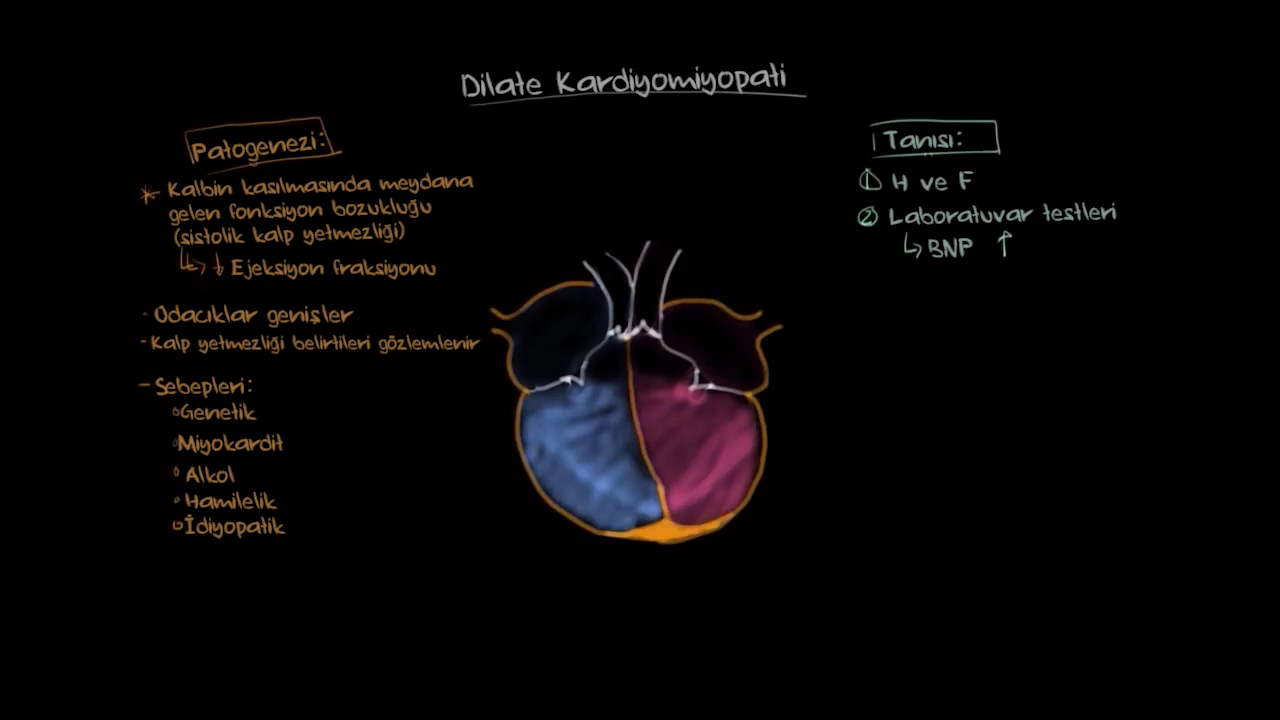 Dilate Kardiyomiyopati
Patogenezi:
* Kalbin kasılmasında meydana
gelen fonksiyon bozukluğu
(sistolik kalp yetmezliği)
↳ ↓ Ejeksiyon fraksiyonu
- Odacıklar genişler
- Kalp yetmezliği belirtileri gözlemlenir
- Sebepleri:
• Genetik
• Miyokardit
• Alkol
• Hamilelik
• İdiyopatik
Tanısı:
① H ve F
② Laboratuvar testleri
↳ BNP ↑